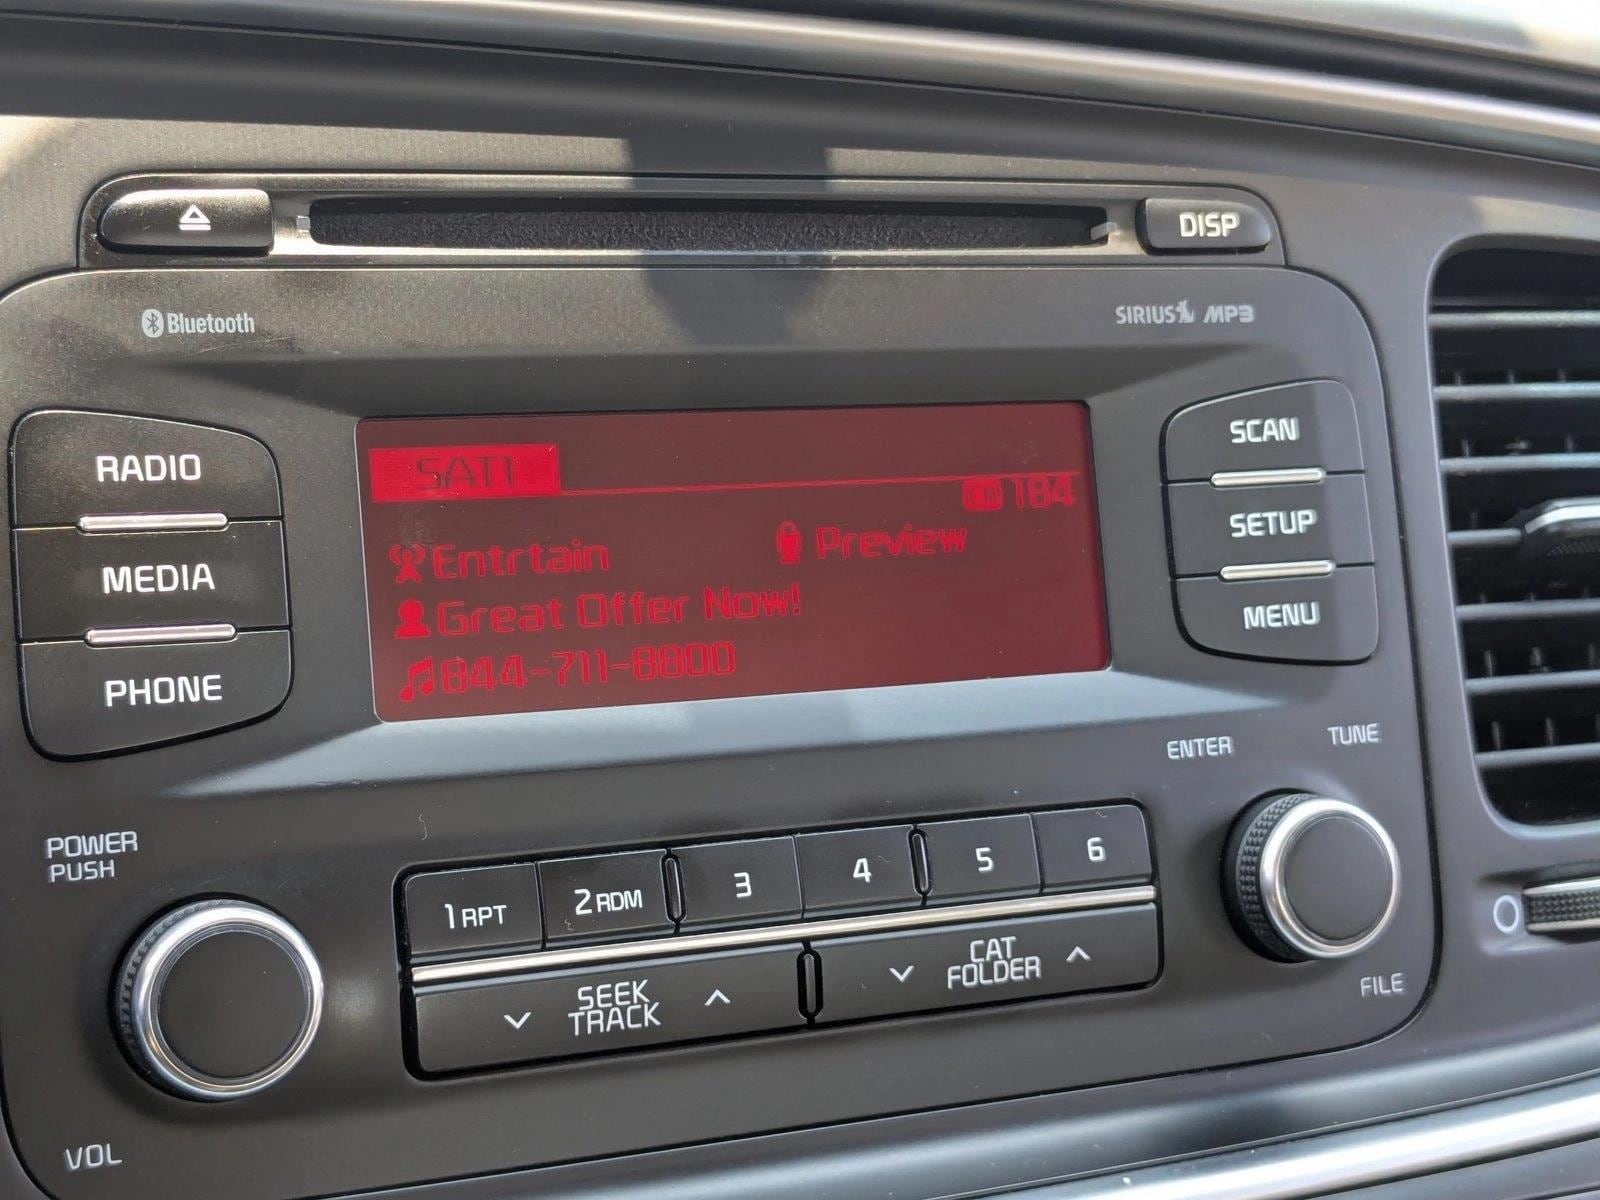 DISP
Bluetooth
SIRIUS MP3
RADIO
MEDIA
PHONE
SAT1
CH 184
Entrtain Preview
Great Offer Now!
844-711-8800
SCAN
SETUP
MENU
ENTER
TUNE
POWER
PUSH
VOL
1 RPT 2 RDM 3 4 5 6
SEEK
TRACK
CAT
FOLDER
FILE